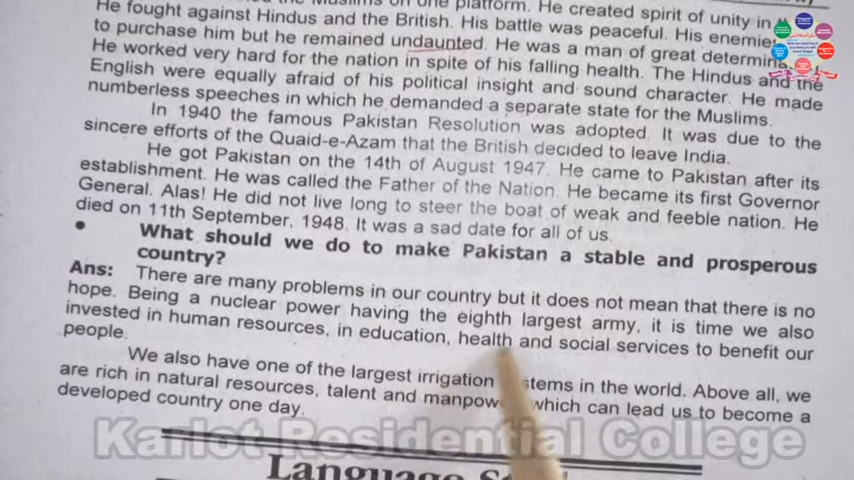 the Muslims on one platform. He created spirit of unity in
He fought against Hindus and the British. His battle was peaceful. His enemies
to purchase him but he remained undaunted. He was a man of great
He worked very hard for the nation in spite of his falling health. The Hindus and the
English were equally afraid of his political insight and sound character. He made
numberless speeches in which he demanded a separate state for the Muslims.
In 1940 the famous Pakistan Resolution was adopted. It was due to the
sincere efforts of the Quaid-e-Azam that the British decided to leave India.
He got Pakistan on the 14th of August 1947. He came to Pakistan after its
establishment. He was called the Father of the Nation. He became its first Governor
General. Alas! He did not live long to steer the boat of weak and feeble nation. He
died on 11th September, 1948. It was a sad date for all of us.
• What should we do to make Pakistan a stable and prosperous
country?
Ans: There are many problems in our country but it does not mean that there is no
hope. Being a nuclear power having the eighth largest army, it is time we also
invested in human resources, in education, health and social services to benefit our
people.
We also have one of the largest irrigation stems in the world. Above all, we
are rich in natural resources, talent and manpowe which can lead us to become a
developed country one day.
Karlot Residential College
Language S